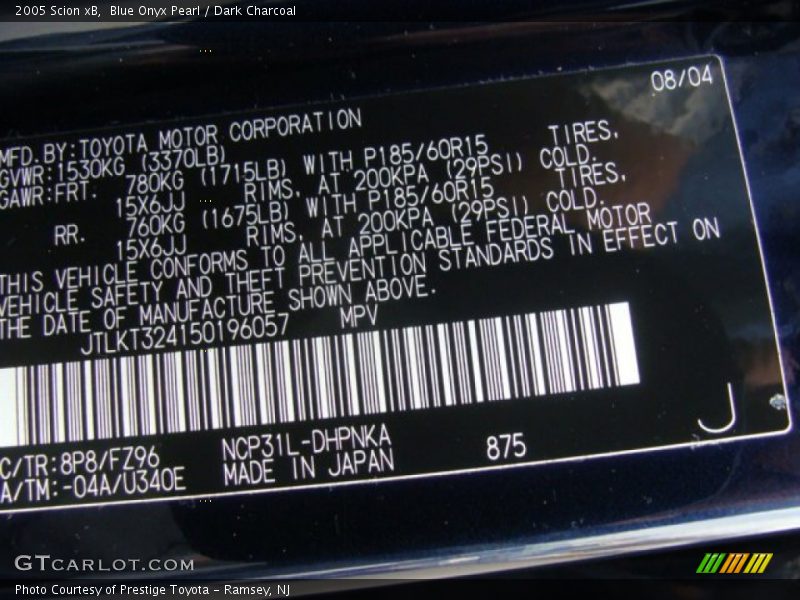 2005 Scion xB,  Blue Onyx Pearl / Dark Charcoal
08/04
MFD.BY:TOYOTA MOTOR CORPORATION
GVWR:1530KG (3370LB)
GAWR:FRT. 780KG (1715LB) WITH P185/60R15 TIRES,
15X6JJ RIMS, AT 200KPA (29PSI) COLD.
RR. 760KG (1675LB) WITH P185/60R15 TIRES,
15X6JJ RIMS, AT 200KPA (29PSI) COLD.
THIS VEHICLE CONFORMS TO ALL APPLICABLE FEDERAL MOTOR
VEHICLE SAFETY AND THEFT PREVENTION STANDARDS IN EFFECT ON
THE DATE OF MANUFACTURE SHOWN ABOVE.
JTLKT324150196057 MPV
C/TR:8P8/FZ96 NCP31L-DHPNKA 875 J
A/TM:-04A/U340E MADE IN JAPAN
GTCARLOT.COM
Photo Courtesy of Prestige Toyota - Ramsey, NJ